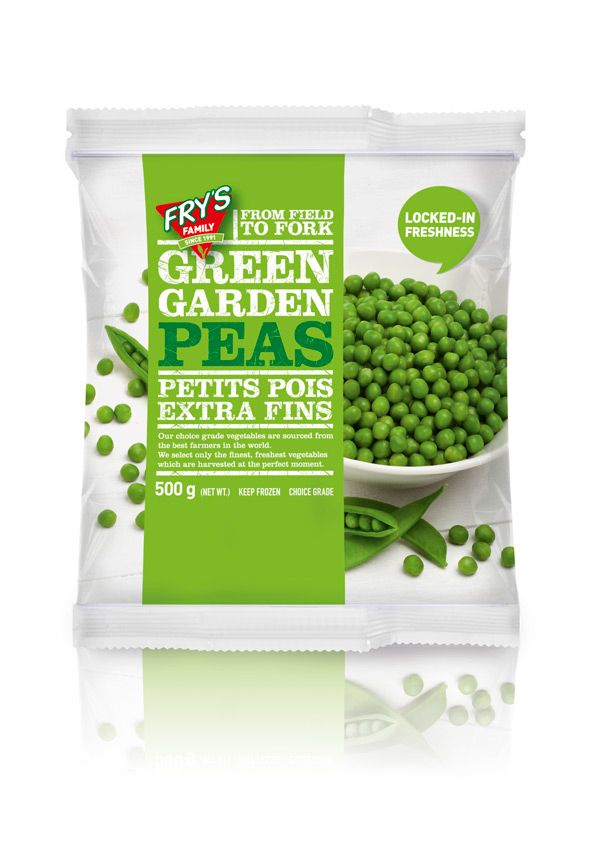 FRY'S
FAMILY
SINCE 1991
FROM FIELD
TO FORK
GREEN
GARDEN
PEAS
PETITS POIS
EXTRA FINS
Our choice grade vegetables are sourced from
the best farmers in the world.
We select only the finest, freshest vegetables
which are harvested at the perfect moment.
500 g (NET WT.) KEEP FROZEN CHOICE GRADE
LOCKED-IN
FRESHNESS